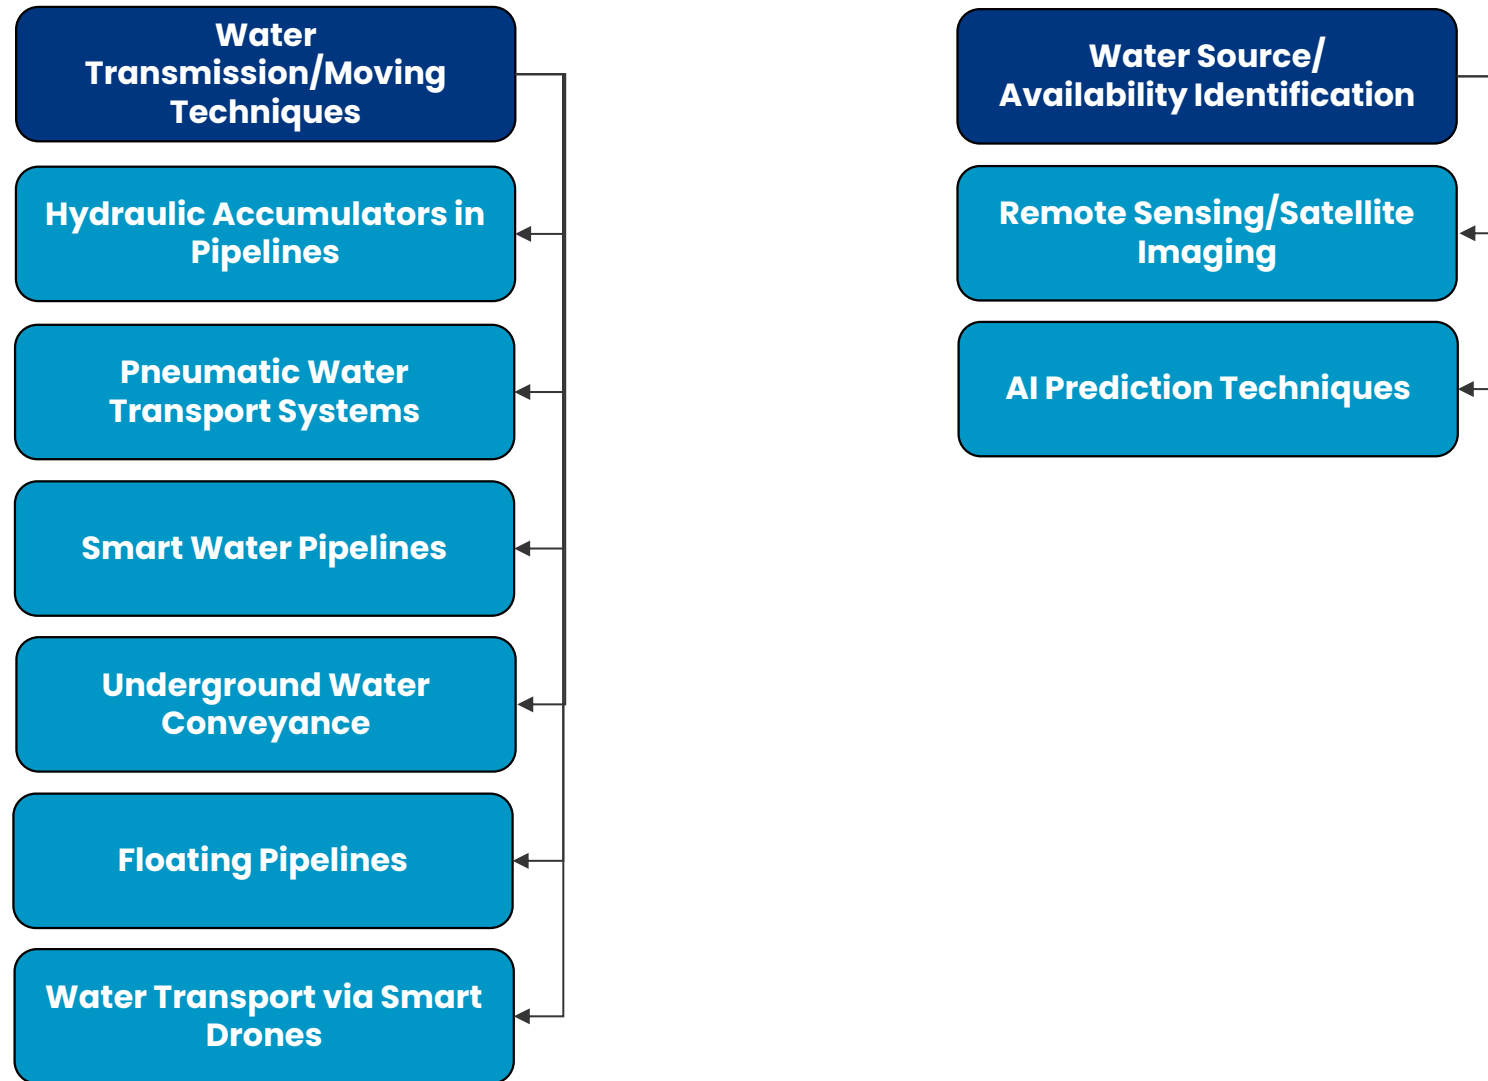 Water
Transmission/Moving
Techniques
Hydraulic Accumulators in
Pipelines
Pneumatic Water
Transport Systems
Smart Water Pipelines
Underground Water
Conveyance
Floating Pipelines
Water Transport via Smart
Drones
Water Source/
Availability Identification
Remote Sensing/Satellite
Imaging
AI Prediction Techniques